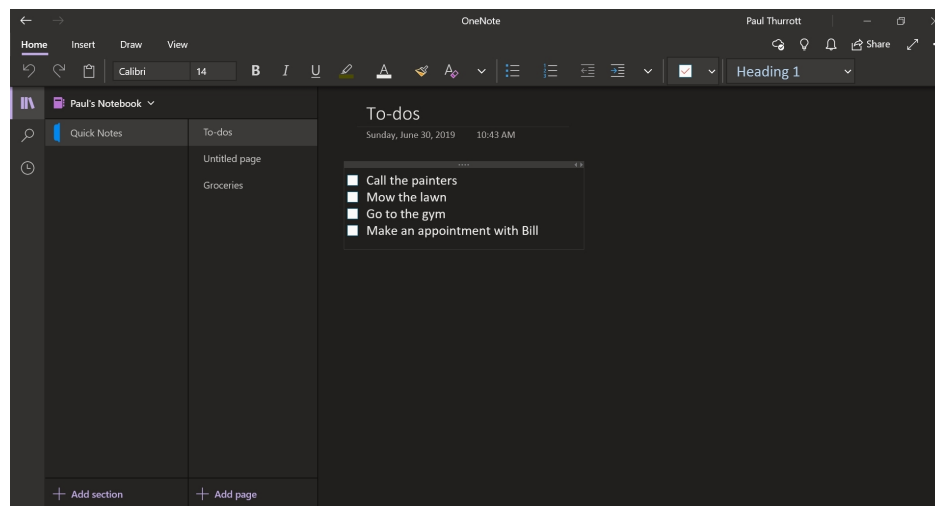 OneNote
Paul Thurrott
Home Insert Draw View
Share
Calibri 14 B I U A A Heading 1
Paul's Notebook
Quick Notes
To-dos
Untitled page
Groceries
To-dos
Sunday, June 30, 2019 10:43 AM
Call the painters
Mow the lawn
Go to the gym
Make an appointment with Bill
+ Add section
+ Add page